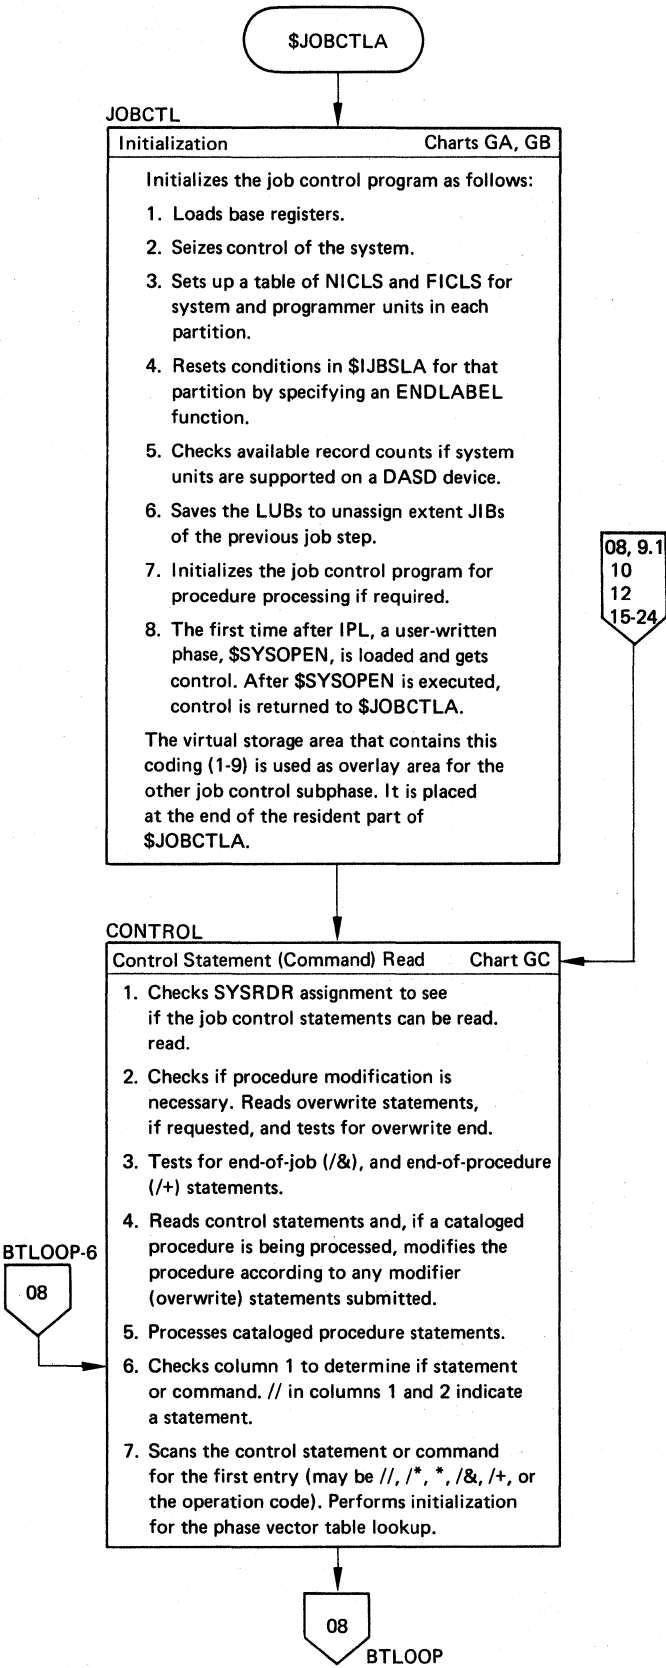 $JOBCTLA
JOBCTL
Initialization Charts GA, GB
Initializes the job control program as follows:
1. Loads base registers.
2. Seizes control of the system.
3. Sets up a table of NICLS and FICLS for
system and programmer units in each
partition.
4. Resets conditions in $IJBSLA for that
partition by specifying an ENDLABEL
function.
5. Checks available record counts if system
units are supported on a DASD device.
6. Saves the LUBs to unassign extent JIBs
of the previous job step.
7. Initializes the job control program for
procedure processing if required.
8. The first time after IPL, a user-written
phase, $SYSOPEN, is loaded and gets
control. After $SYSOPEN is executed,
control is returned to $JOBCTLA.
The virtual storage area that contains this
coding (1-9) is used as overlay area for the
other job control subphase. It is placed
at the end of the resident part of
$JOBCTLA.
08, 9.1
10
12
15-24
CONTROL
Control Statement (Command) Read Chart GC
1. Checks SYSRDR assignment to see
if the job control statements can be read.
read.
2. Checks if procedure modification is
necessary. Reads overwrite statements,
if requested, and tests for overwrite end.
3. Tests for end-of-job (/&), and end-of-procedure
(/+) statements.
4. Reads control statements and, if a cataloged
procedure is being processed, modifies the
procedure according to any modifier
(overwrite) statements submitted.
5. Processes cataloged procedure statements.
BTLOOP-6
08
6. Checks column 1 to determine if statement
or command. // in columns 1 and 2 indicate
a statement.
7. Scans the control statement or command
for the first entry (may be //, /*, *, /&, /+, or
the operation code). Performs initialization
for the phase vector table lookup.
08
BTLOOP